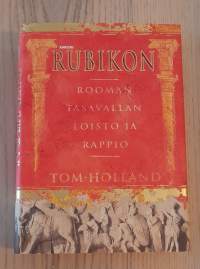 RUBIKON
ROOMAN
TASAVALLAN
LOISTO JA
RAPPIO
TOM HOLLAND